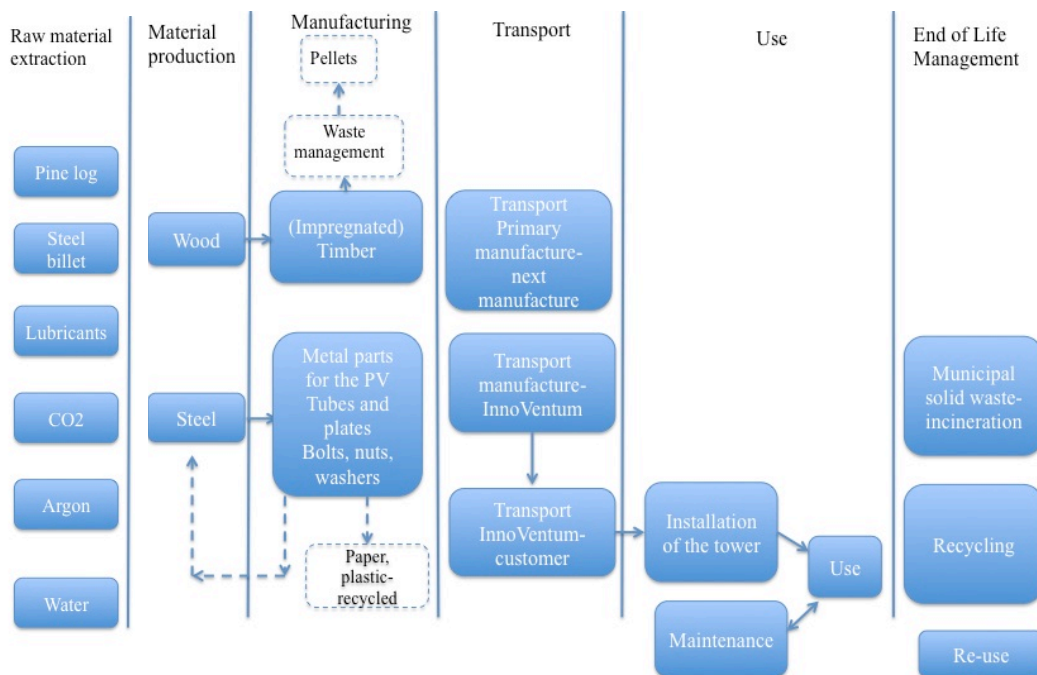 Raw material
extraction
Material
production
Manufacturing
Transport
Use
End of Life
Management
Pine log
Steel
billet
Lubricants
CO2
Argon
Water
Wood
Steel
Pellets
Waste
management
(Impregnated)
Timber
Metal parts
for the PV
Tubes and
plates
Bolts, nuts,
washers
Paper,
plastic-
recycled
Transport
Primary
manufacture-
next
manufacture
Transport
manufacture-
InnoVentum
Transport
InnoVentum-
customer
Installation
of the tower
Use
Maintenance
Municipal
solid waste-
incineration
Recycling
Re-use